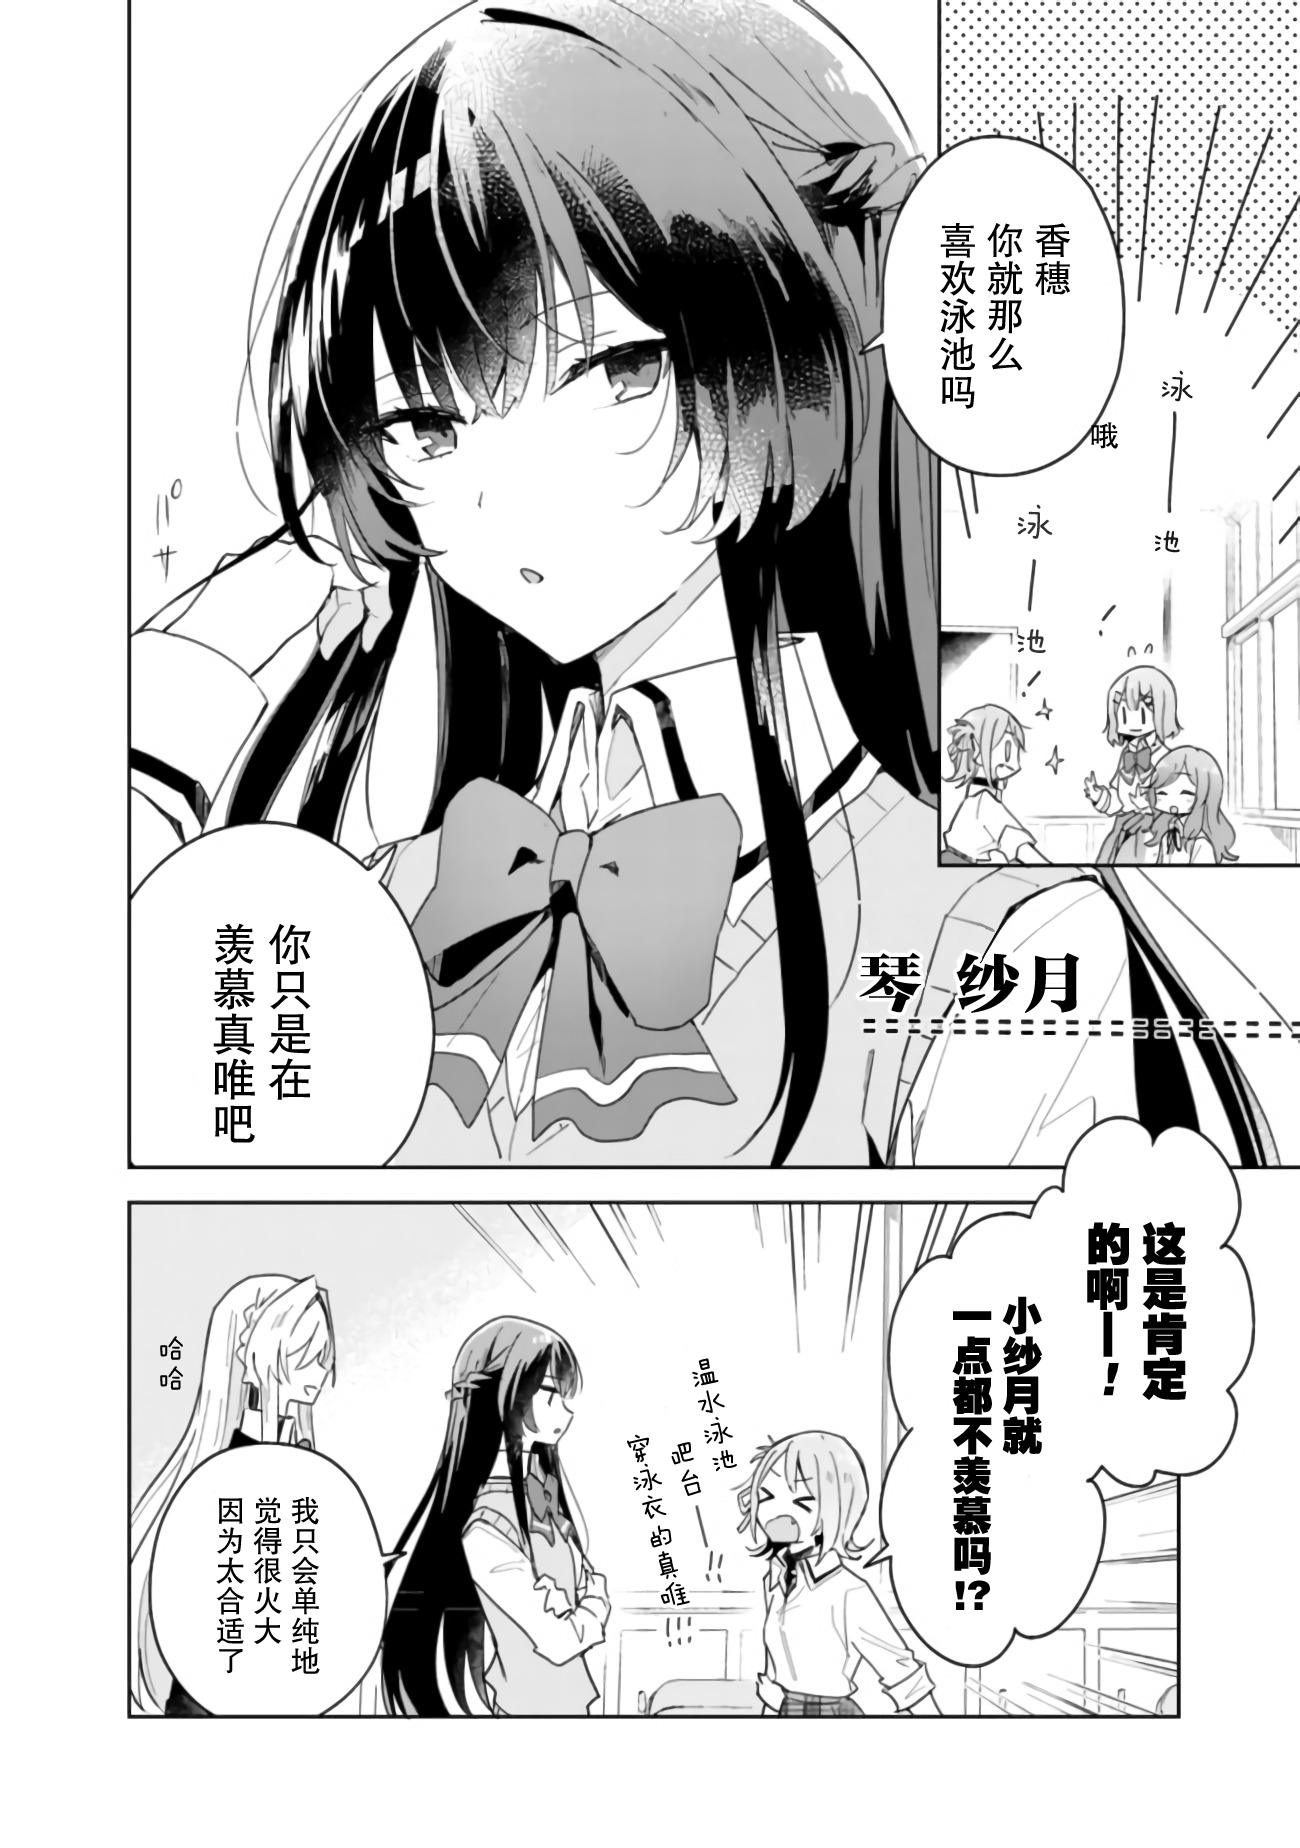 香穗
你就那么
喜欢泳池吗
泳—池
哦
泳—池
你只是在
羡慕真唯吧
琴 纱月
这是肯定
的啊—!
小纱月就
一点都不羡慕吗!?
温水泳池
吧台—!!
穿泳衣的真唯!!!
我只会单纯地
觉得很火大
因为太合适了
哈哈